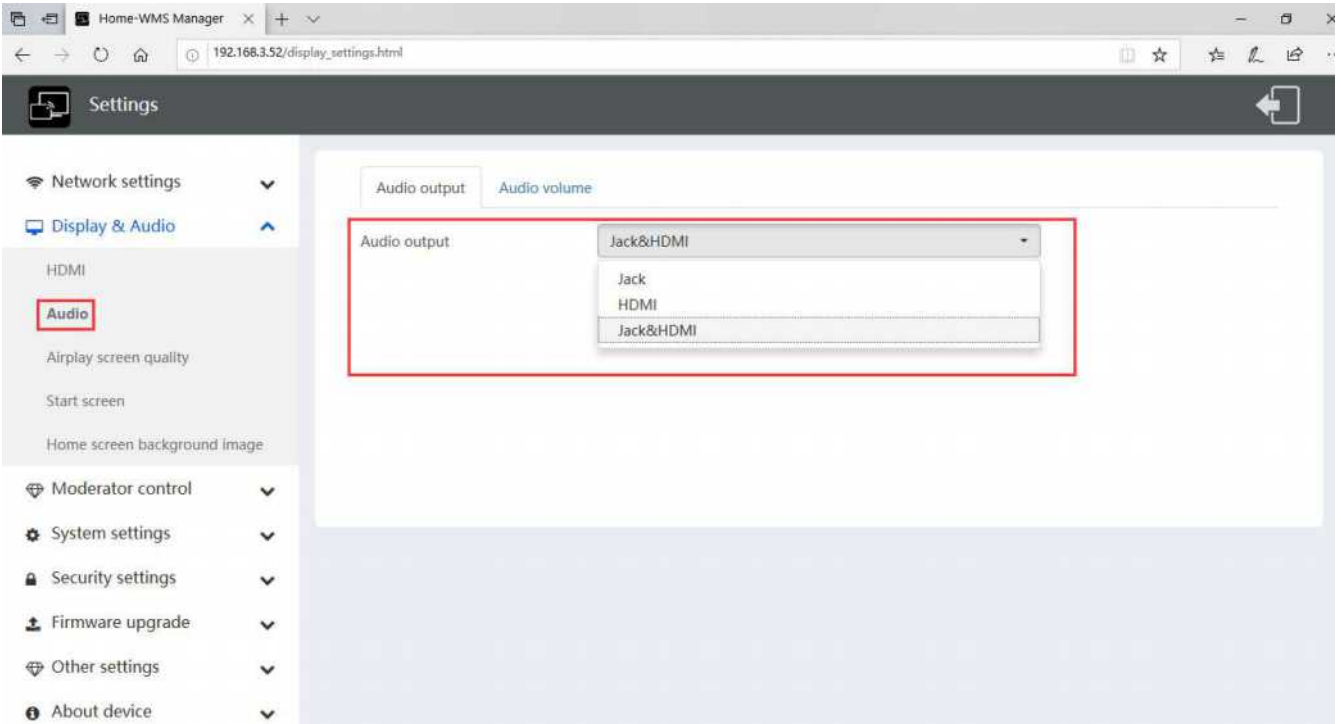 Home-WMS Manager
192.168.3.52/display_settings.html
Settings
Network settings
Display & Audio
HDMI
Audio
Airplay screen quality
Start screen
Home screen background image
Moderator control
System settings
Security settings
Firmware upgrade
Other settings
About device
Audio output
Audio volume
Audio output
Jack&HDMI
Jack
HDMI
Jack&HDMI